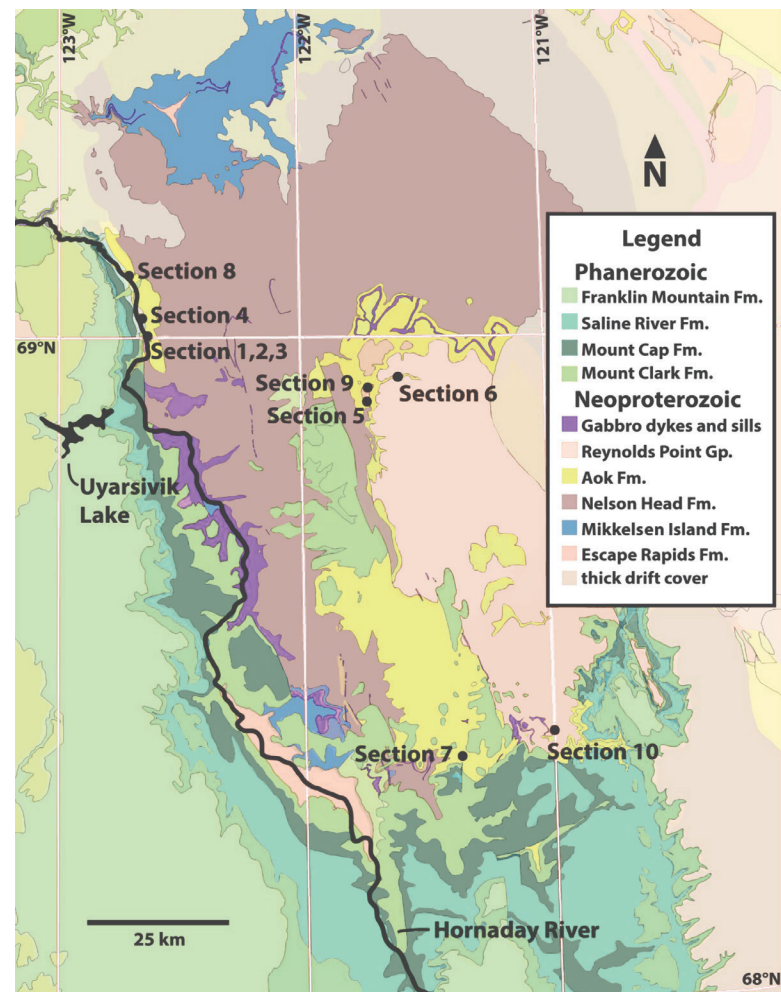 123°W
122°W
121°W
N
Section 8
Section 4
69°N
Section 1,2,3
Section 9
Section 5
Section 6
Uyarsivik
Lake
Section 7
Section 10
Hornaday River
25 km
68°N
Legend
Phanerozoic
Franklin Mountain Fm.
Saline River Fm.
Mount Cap Fm.
Mount Clark Fm.
Neoproterozoic
Gabbro dykes and sills
Reynolds Point Gp.
Aok Fm.
Nelson Head Fm.
Mikkelsen Island Fm.
Escape Rapids Fm.
thick drift cover